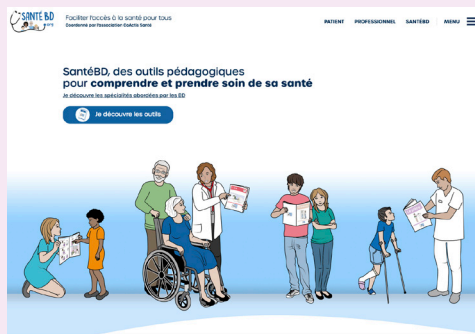 SANTÉ BD
Faciliter l'accès à la santé pour tous
Coordonné par l'association CoActis Santé
PATIENT PROFESSIONNEL SANTÉBD MENU
SantéBD, des outils pédagogiques
pour comprendre et prendre soin de sa santé
Je découvre les spécialités abordées par les BD
Je découvre les outils